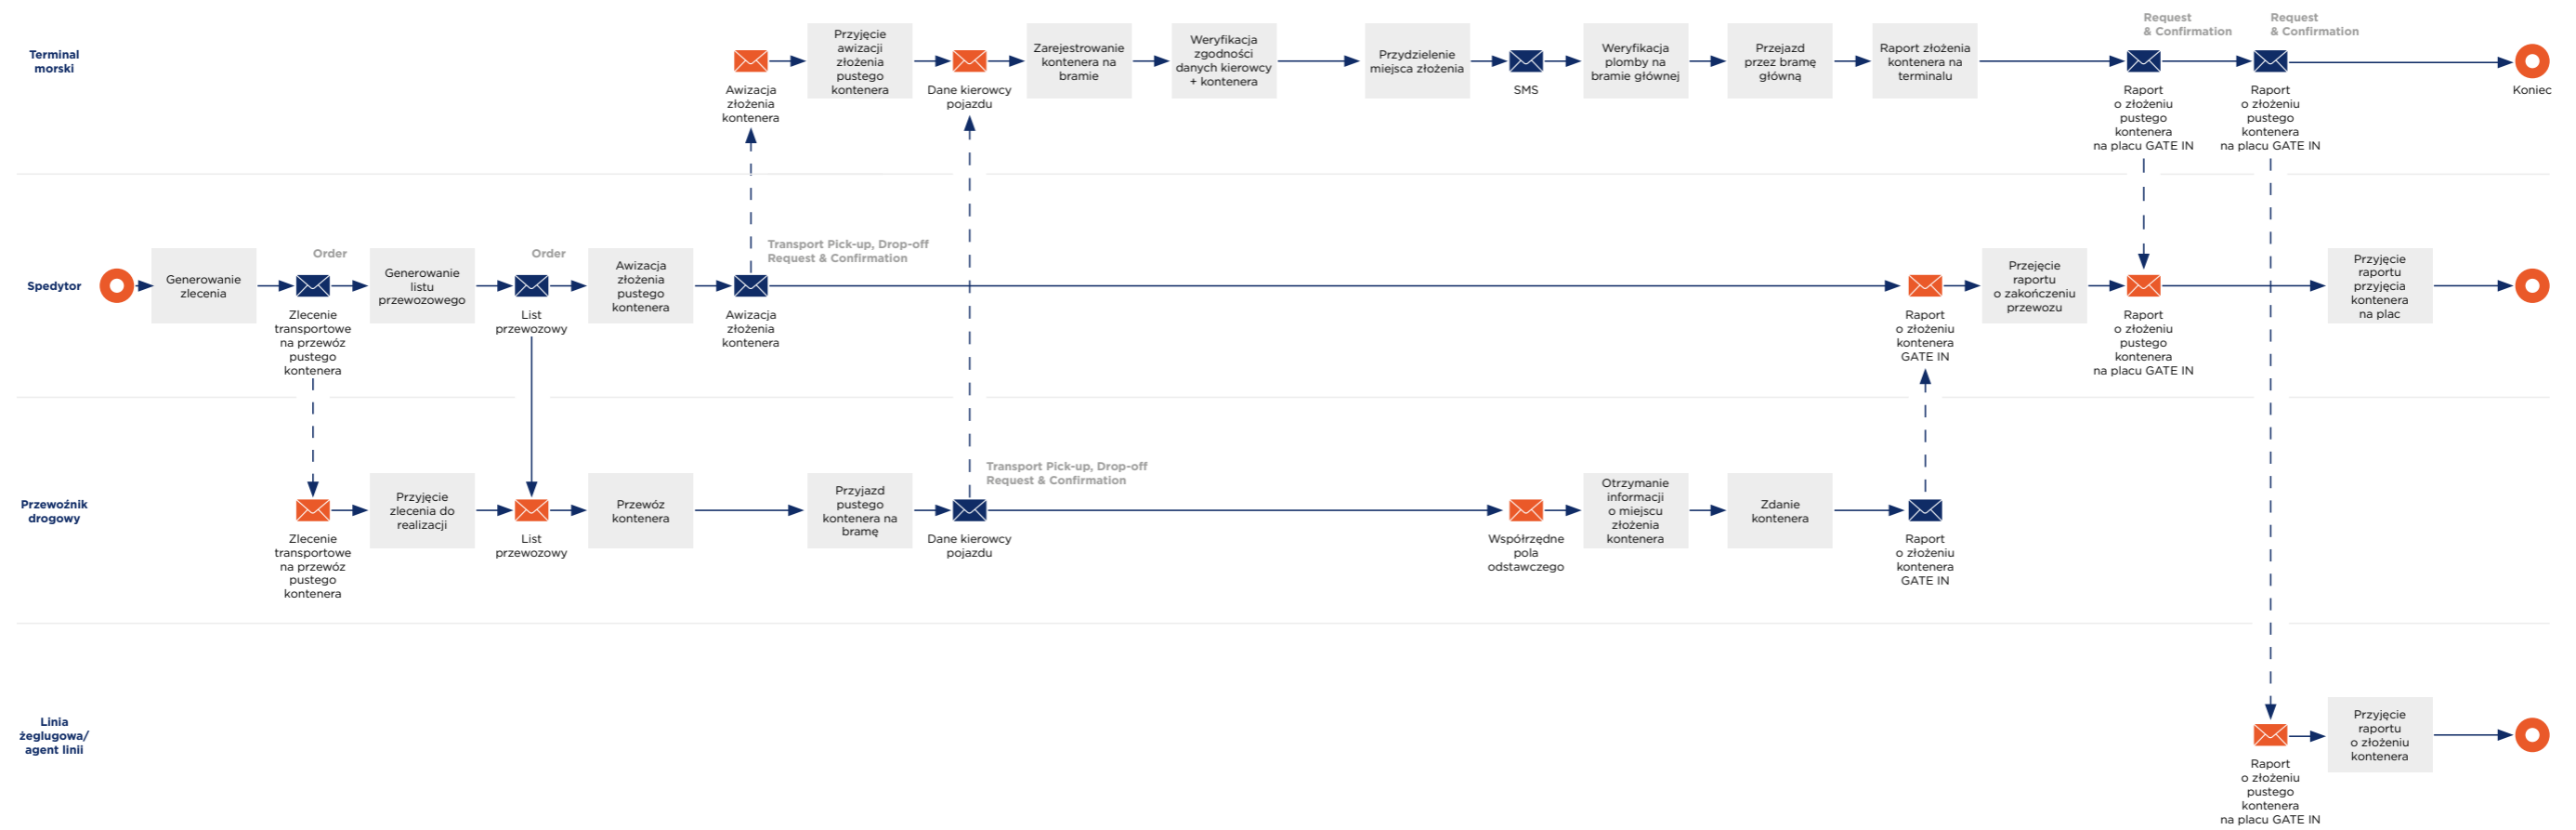 Terminal
morski
Awizacja
złożenia
kontenera
Przyjęcie
awizacji
złożenia
pustego
kontenera
Dane kierowcy
pojazdu
Zarejestrowanie
kontenera na
bramie
Weryfikacja
zgodności
danych kierowcy
+ kontenera
Przydzielenie
miejsca złożenia
SMS
Weryfikacja
plomby na
bramie głównej
Przejazd
przez bramę
główną
Raport złożenia
kontenera na
terminalu
Request
& Confirmation
Raport
o złożeniu
pustego
kontenera
na placu GATE IN
Request
& Confirmation
Raport
o złożeniu
pustego
kontenera
na placu GATE IN
Koniec
Spedytor
Generowanie
zlecenia
Order
Zlecenie
transportowe
na przewóz
pustego
kontenera
Generowanie
listu
przewozowego
Order
List
przewozowy
Awizacja
złożenia
pustego
kontenera
Transport Pick-up, Drop-off
Request & Confirmation
Awizacja
złożenia
kontenera
Raport
o złożeniu
kontenera
GATE IN
Przejęcie
raportu
o zakończeniu
przewozu
Raport
o złożeniu
pustego
kontenera
na placu GATE IN
Przyjęcie
raportu
przyjęcia
kontenera
na plac
Przewoźnik
drogowy
Zlecenie
transportowe
na przewóz
pustego
kontenera
Przyjęcie
zlecenia do
realizacji
List
przewozowy
Przewóz
kontenera
Przyjazd
pustego
kontenera na
bramę
Transport Pick-up, Drop-off
Request & Confirmation
Dane kierowcy
pojazdu
Współrzędne
pola
odstawczego
Otrzymanie
informacji
o miejscu
złożenia
kontenera
Zdanie
kontenera
Raport
o złożeniu
kontenera
GATE IN
Linia
żeglugowa/
agent linii
Raport
o złożeniu
pustego
kontenera
na placu GATE IN
Przyjęcie
raportu
o złożeniu
kontenera